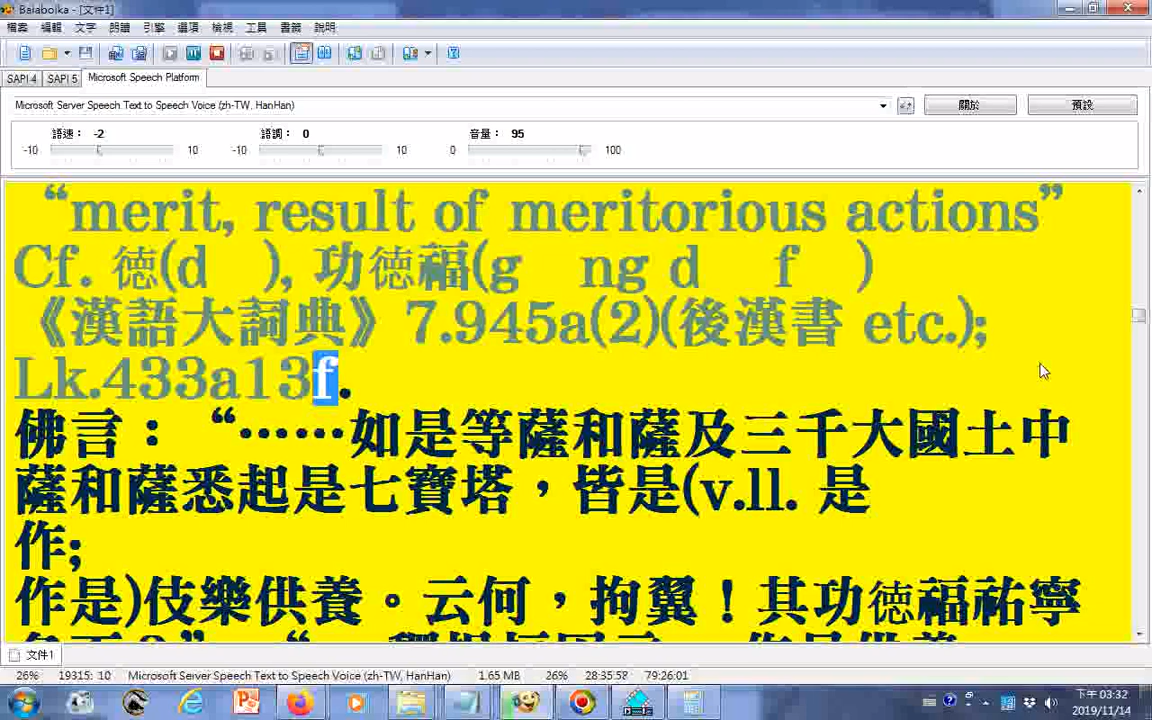 Balabolka - [文件1]
檔案 編輯 文字 朗讀 引擎 選項 檢視 工具 書籤 說明
SAPI 4 SAPI 5 Microsoft Speech Platform
Microsoft Server Speech Text to Speech Voice (zh-TW, HanHan) 關於 預設
語速： -2 語調： 0 音量： 95
-10 10 -10 10 0 100
“merit, result of meritorious actions”
Cf. 徳(d ), 功徳福(g ng d f )
《漢語大詞典》 7.945a(2)(後漢書 etc.);
Lk.433a13f.
佛言：“……如是等薩和薩及三千大國土中
薩和薩悉起是七寶塔，皆是(v.ll. 是
作;
作是)伎樂供養。云何，拘翼！其功徳福祐寧
文件1
26% 19315: 10 Microsoft Server Speech Text to Speech Voice (zh-TW, HanHan) 1.65 MB 26% 28:35:58 79:26:01
下午 03:32
2019/11/14